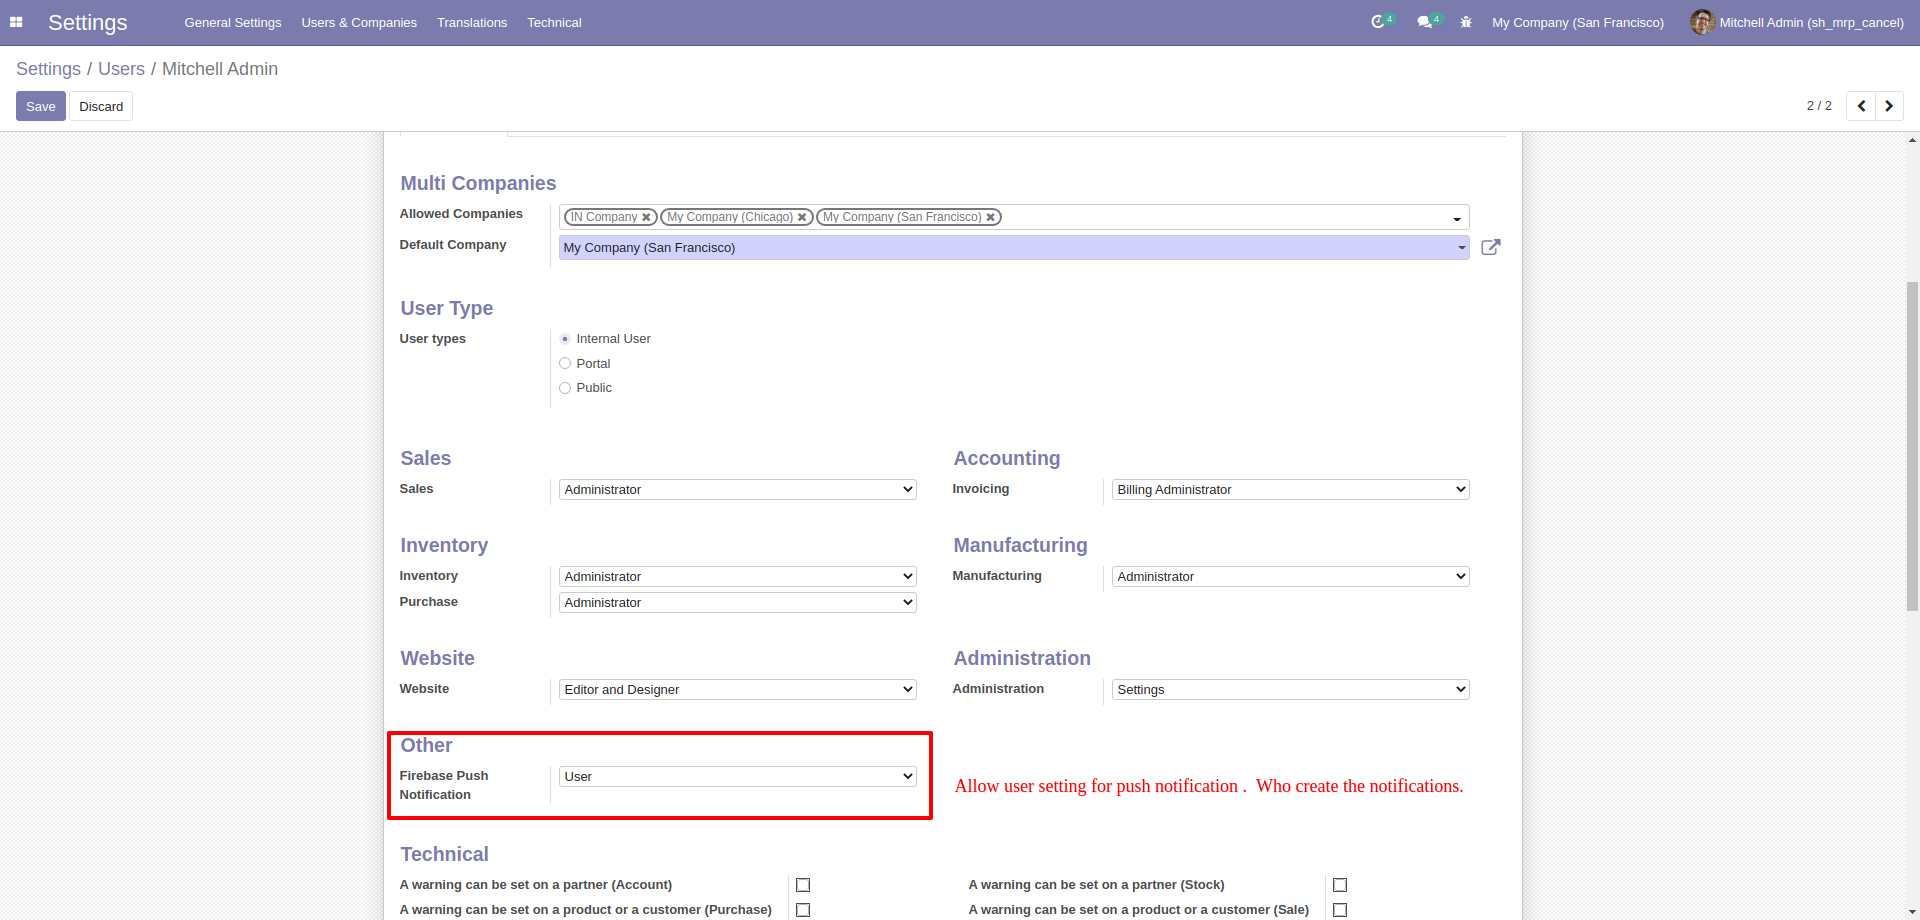 Settings General Settings Users & Companies Translations Technical 4 4 My Company (San Francisco) Mitchell Admin (sh_mrp_cancel)
Settings / Users / Mitchell Admin
Save Discard 2 / 2
Multi Companies
Allowed Companies IN Company My Company (Chicago) My Company (San Francisco)
Default Company My Company (San Francisco)
User Type
User types Internal User
Portal
Public
Sales Accounting
Sales Administrator Invoicing Billing Administrator
Inventory Manufacturing
Inventory Administrator Manufacturing Administrator
Purchase Administrator
Website Administration
Website Editor and Designer Administration Settings
Other
Firebase Push User
Notification
Allow user setting for push notification . Who create the notifications.
Technical
A warning can be set on a partner (Account) A warning can be set on a partner (Stock)
A warning can be set on a product or a customer (Purchase) A warning can be set on a product or a customer (Sale)